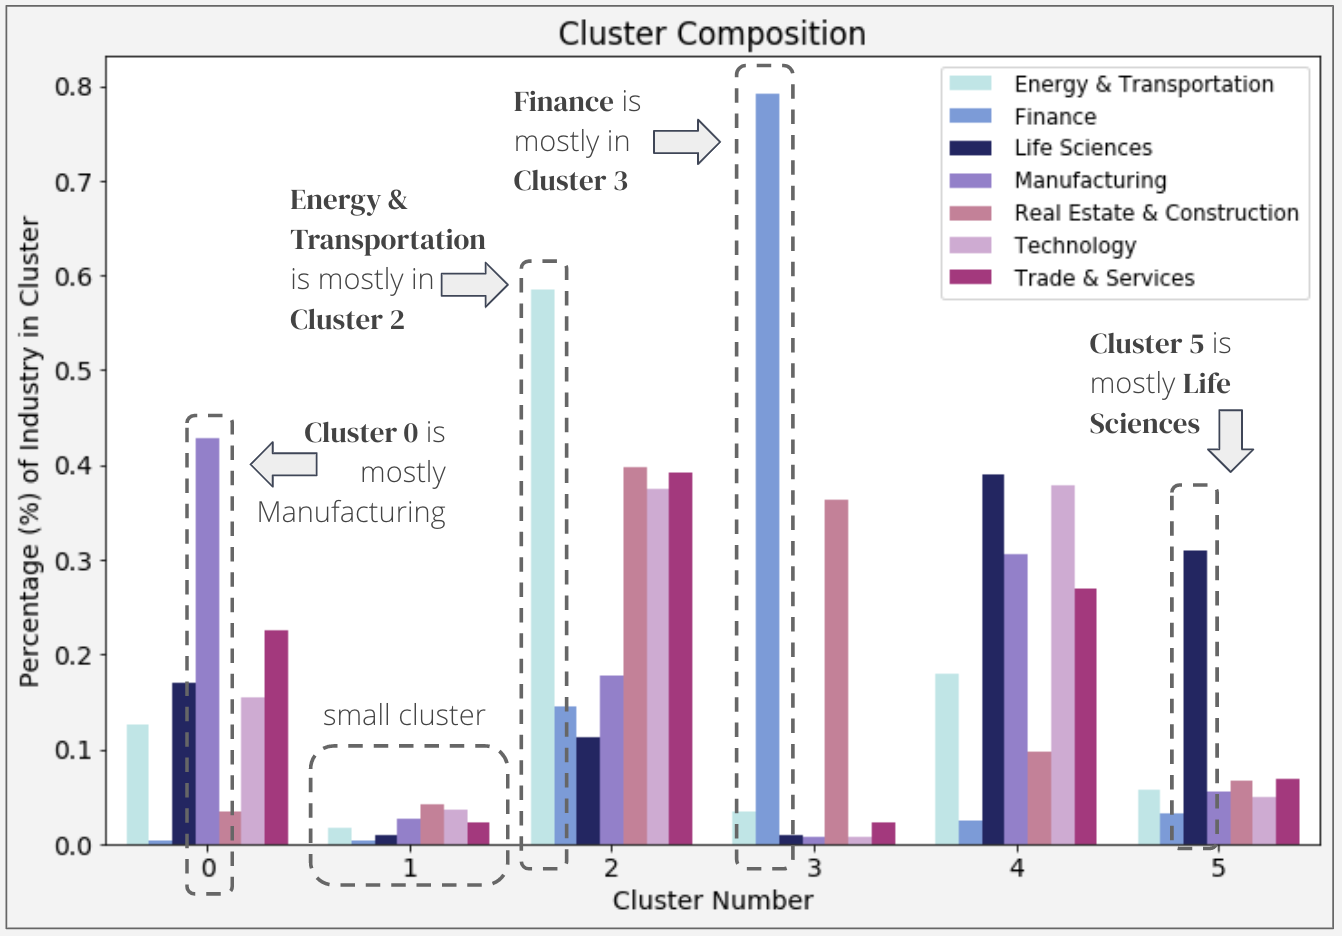 Cluster Composition
Percentage (%) of Industry in Cluster
0.8
0.7
0.6
0.5
0.4
0.3
0.2
0.1
0.0
Energy & Transportation
Finance
Life Sciences
Manufacturing
Real Estate & Construction
Technology
Trade & Services
Finance is
mostly in
Cluster 3
Energy &
Transportation
is mostly in
Cluster 2
Cluster 5 is
mostly Life
Sciences
Cluster 0 is
mostly
Manufacturing
small cluster
0 1 2 3 4 5
Cluster Number